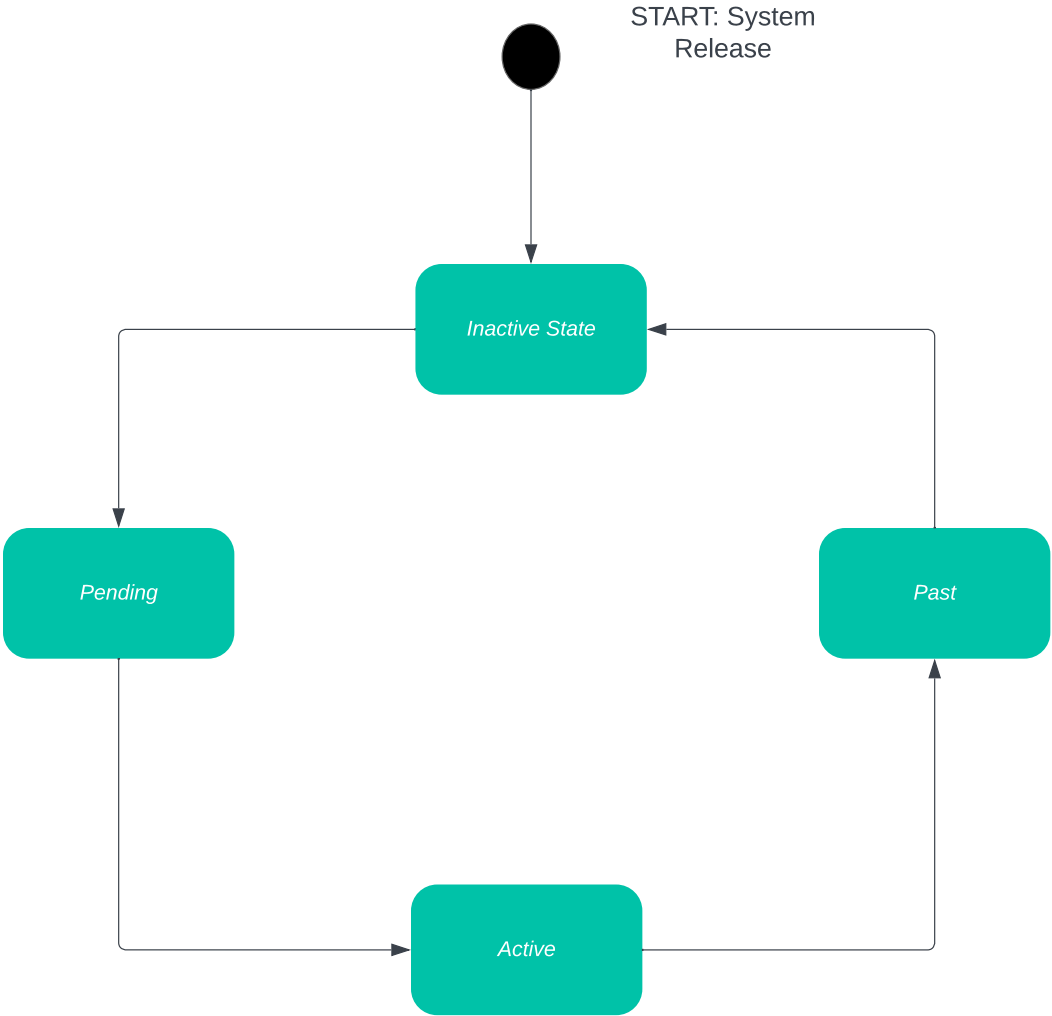 START: System
Release
Inactive State
Pending
Past
Active